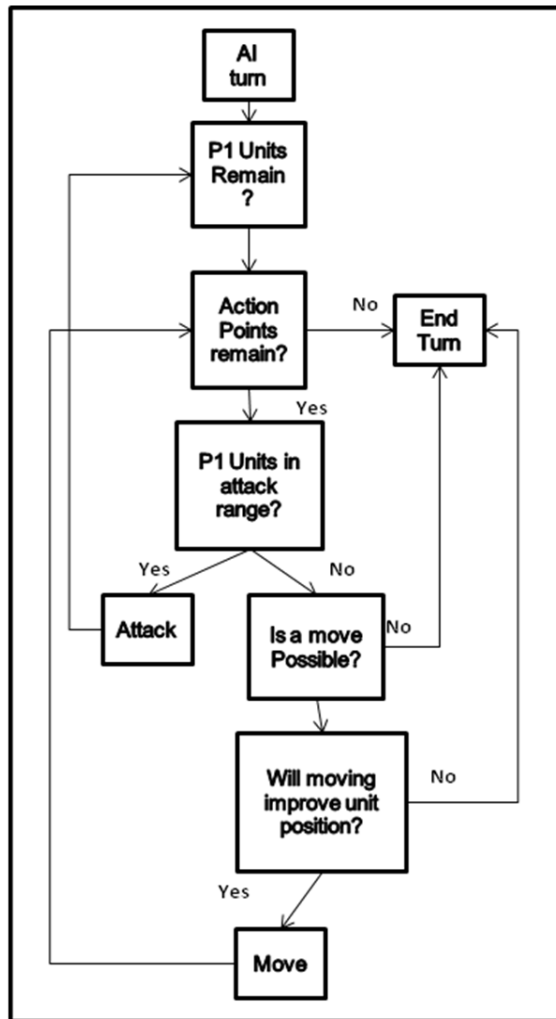 AI
turn
P1 Units
Remain
?
Action
Points
remain?
No
End
Turn
Yes
P1 Units in
attack
range?
Yes
No
Attack
Is a move
Possible?
No
Will moving
improve unit
position?
No
Yes
Move